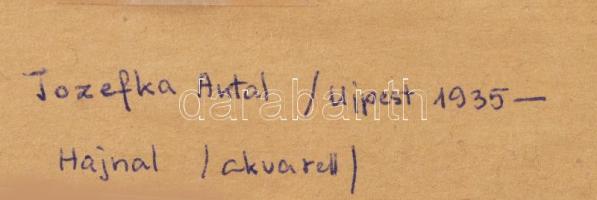 Jozefka Antal / Ujpest 1935 —
darabanth
Hajnal / akvarell /